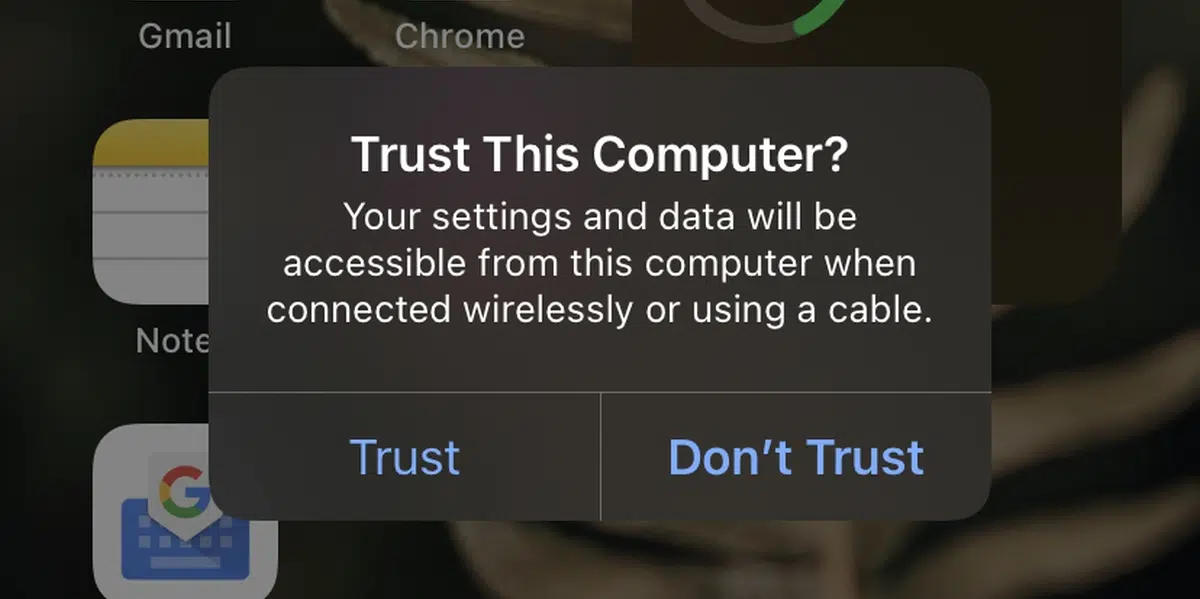 Gmail
Chrome
Trust This Computer?
Your settings and data will be
accessible from this computer when
connected wirelessly or using a cable.
Note
Trust
Don’t Trust
G